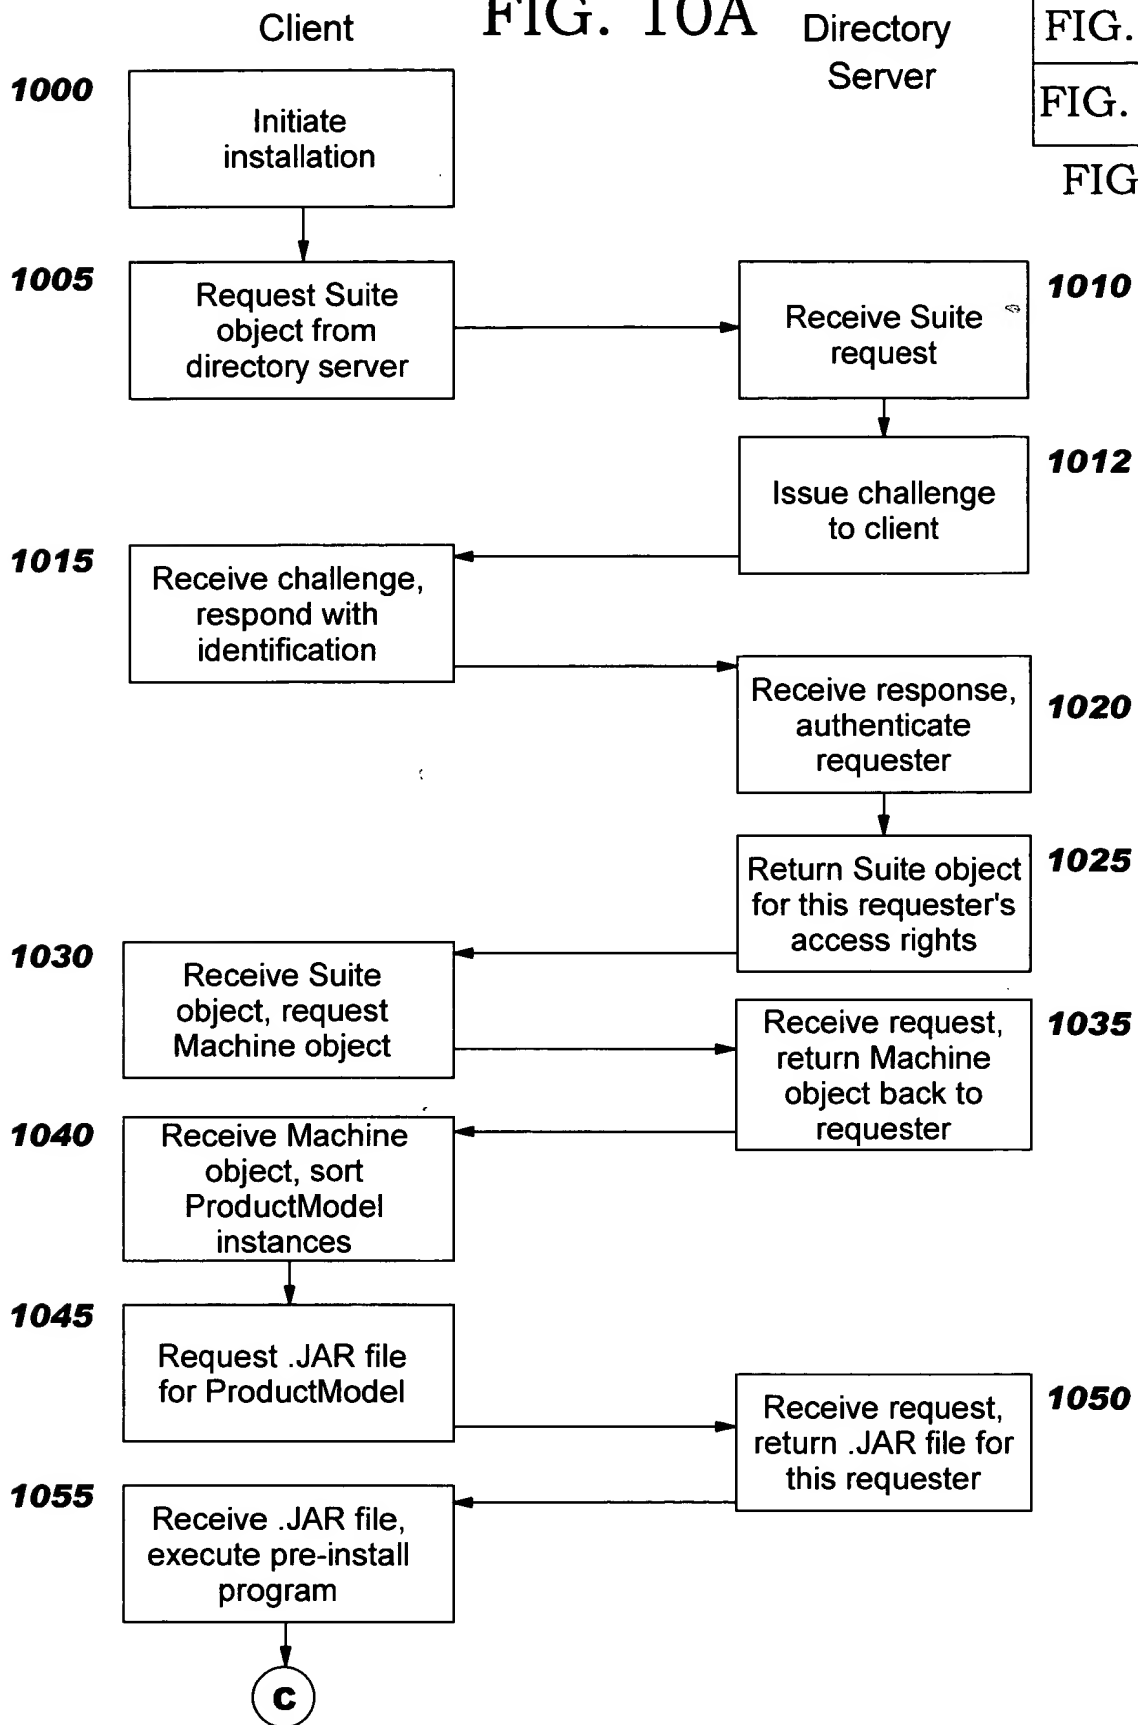 FIG. 10A
Client
Directory
Server
FIG.
FIG.
FIG
1000
Initiate
installation
1005
Request Suite
object from
directory server
1010
Receive Suite
request
1012
Issue challenge
to client
1015
Receive challenge,
respond with
identification
1020
Receive response,
authenticate
requester
1025
Return Suite object
for this requester's
access rights
1030
Receive Suite
object, request
Machine object
1035
Receive request,
return Machine
object back to
requester
1040
Receive Machine
object, sort
ProductModel
instances
1045
Request .JAR file
for ProductModel
1050
Receive request,
return .JAR file for
this requester
1055
Receive .JAR file,
execute pre-install
program
C